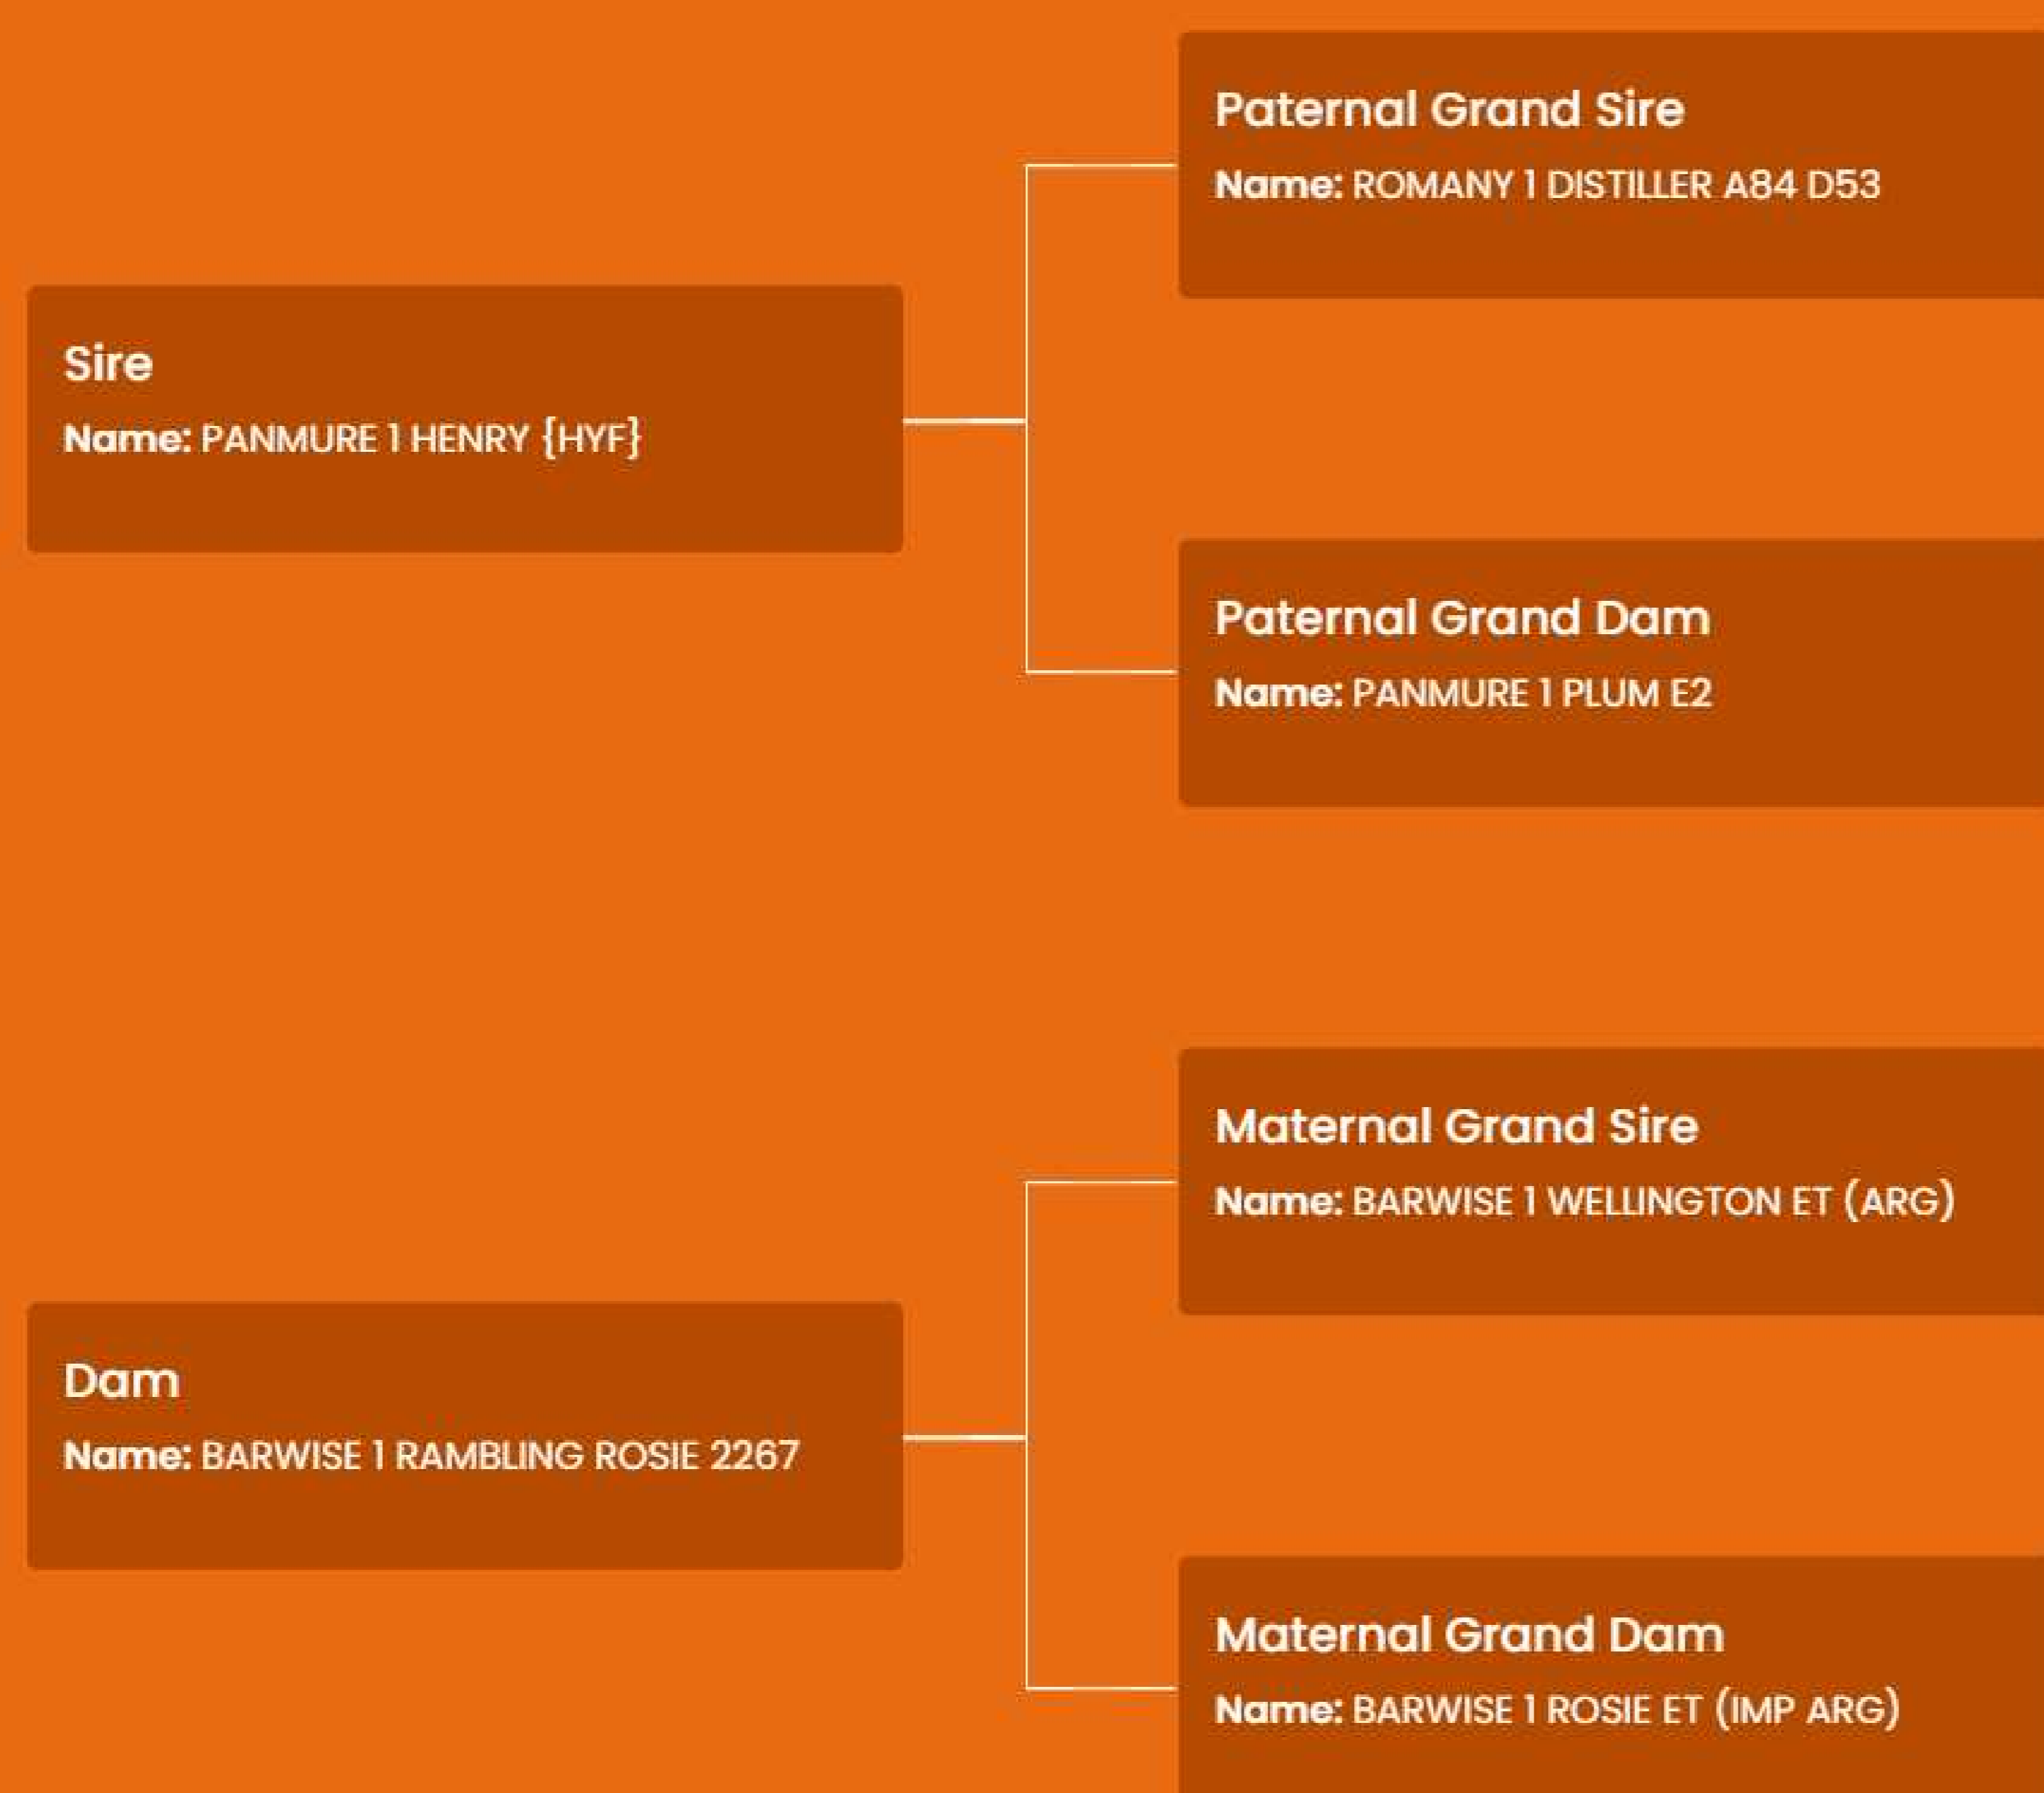 Paternal Grand Sire
Name: ROMANY 1 DISTILLER A84 D53
Sire
Name: PANMURE 1 HENRY {HYF}
Paternal Grand Dam
Name: PANMURE 1 PLUM E2
Maternal Grand Sire
Name: BARWISE 1 WELLINGTON ET (ARG)
Dam
Name: BARWISE 1 RAMBLING ROSIE 2267
Maternal Grand Dam
Name: BARWISE 1 ROSIE ET (IMP ARG)